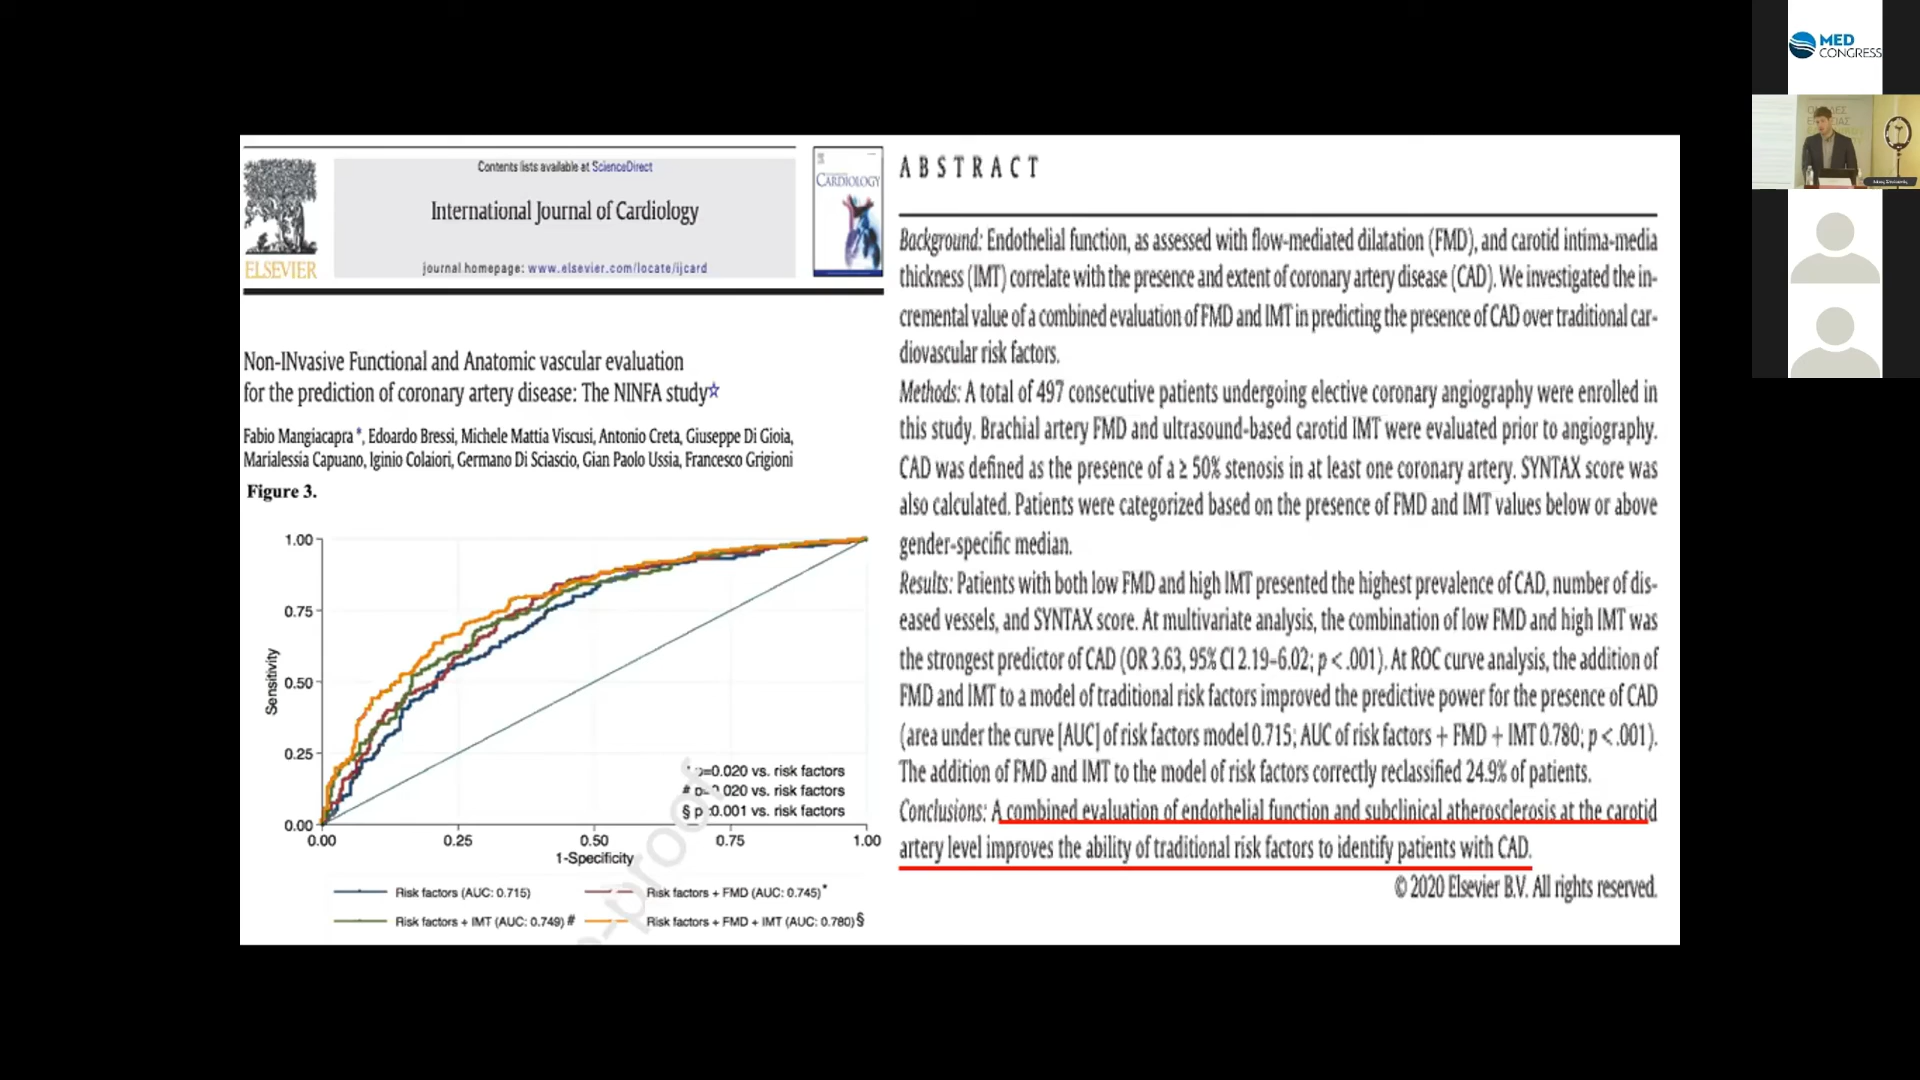 MED
CONGRESS
Contents lists available at ScienceDirect
International Journal of Cardiology
journal homepage: www.elsevier.com/locate/ijcard
ELSEVIER
CARDIOLOGY
Non-INvasive Functional and Anatomic vascular evaluation
for the prediction of coronary artery disease: The NINFA study☆
Fabio Mangiacapra *, Edoardo Bressi, Michele Mattia Viscusi, Antonio Creta, Giuseppe Di Gioia,
Marialessia Capuano, Iginio Colaiori, Germano Di Sciascio, Gian Paolo Ussia, Francesco Grigioni
Figure 3.
1.00
0.75
0.50
0.25
0.00
Sensitivity
0.00 0.25 0.50 0.75 1.00
1-Specificity
* p=0.020 vs. risk factors
# p=0.020 vs. risk factors
§ p<0.001 vs. risk factors
Risk factors (AUC: 0.715)
Risk factors + FMD (AUC: 0.745)*
Risk factors + IMT (AUC: 0.749) #
Risk factors + FMD + IMT (AUC: 0.780) §
ABSTRACT
Background: Endothelial function, as assessed with flow-mediated dilatation (FMD), and carotid intima-media
thickness (IMT) correlate with the presence and extent of coronary artery disease (CAD). We investigated the in-
cremental value of a combined evaluation of FMD and IMT in predicting the presence of CAD over traditional car-
diovascular risk factors.
Methods: A total of 497 consecutive patients undergoing elective coronary angiography were enrolled in
this study. Brachial artery FMD and ultrasound-based carotid IMT were evaluated prior to angiography.
CAD was defined as the presence of a ≥ 50% stenosis in at least one coronary artery. SYNTAX score was
also calculated. Patients were categorized based on the presence of FMD and IMT values below or above
gender-specific median.
Results: Patients with both low FMD and high IMT presented the highest prevalence of CAD, number of dis-
eased vessels, and SYNTAX score. At multivariate analysis, the combination of low FMD and high IMT was
the strongest predictor of CAD (OR 3.63, 95% CI 2.19–6.02; p < .001). At ROC curve analysis, the addition of
FMD and IMT to a model of traditional risk factors improved the predictive power for the presence of CAD
(area under the curve [AUC] of risk factors model 0.715; AUC of risk factors + FMD + IMT 0.780; p < .001).
The addition of FMD and IMT to the model of risk factors correctly reclassified 24.9% of patients.
Conclusions: A combined evaluation of endothelial function and subclinical atherosclerosis at the carotid
artery level improves the ability of traditional risk factors to identify patients with CAD.
© 2020 Elsevier B.V. All rights reserved.